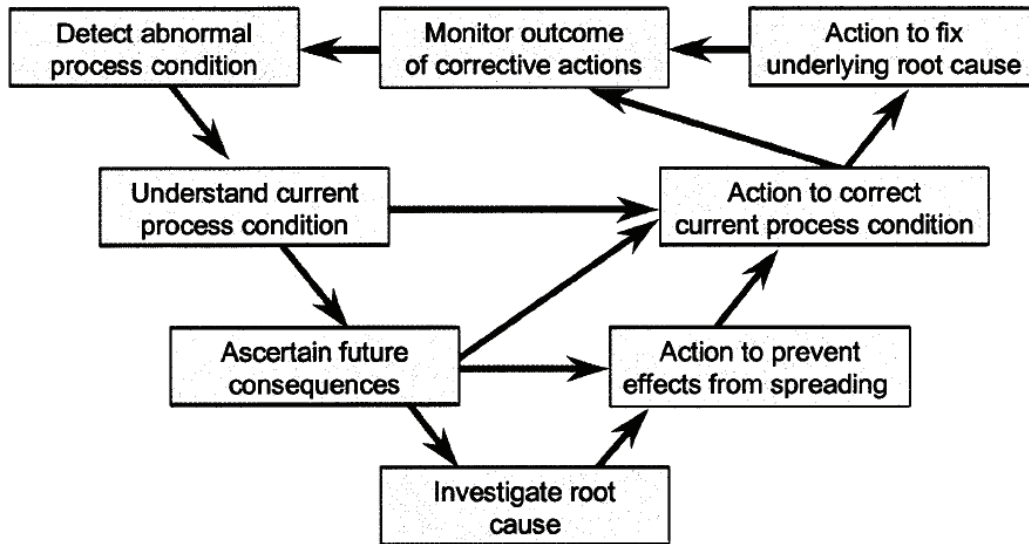 Detect abnormal
process condition
Monitor outcome
of corrective actions
Action to fix
underlying root cause
Understand current
process condition
Action to correct
current process condition
Ascertain future
consequences
Action to prevent
effects from spreading
Investigate root
cause